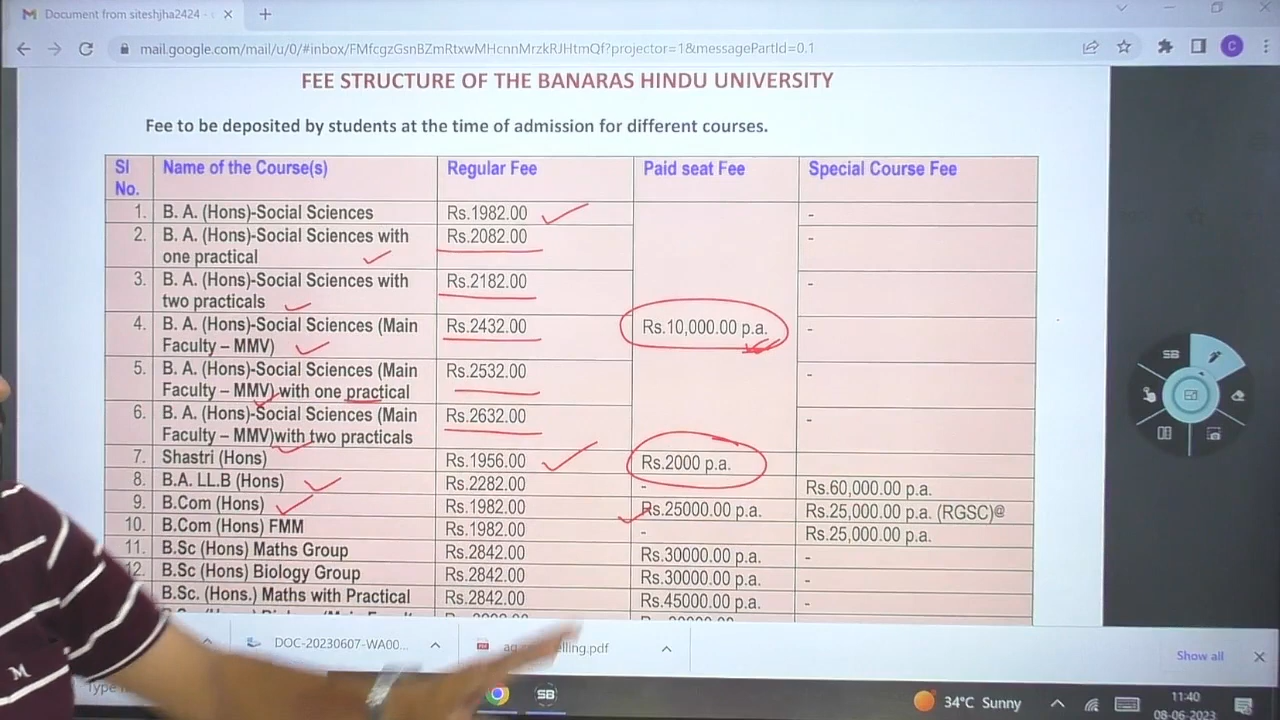 Document from siteshjha2424 -
mail.google.com/mail/u/0/#inbox/FMfcgzGsnBZmRtxwMHcnnMrzkRJHtmQf?projector=1&messagePartId=0.1
C
FEE STRUCTURE OF THE BANARAS HINDU UNIVERSITY
Fee to be deposited by students at the time of admission for different courses.
Sl No. Name of the Course(s) Regular Fee Paid seat Fee Special Course Fee
1. B. A. (Hons)-Social Sciences Rs.1982.00 -
2. B. A. (Hons)-Social Sciences with Rs.2082.00 -
one practical
3. B. A. (Hons)-Social Sciences with Rs.2182.00 -
two practicals
4. B. A. (Hons)-Social Sciences (Main Rs.2432.00 Rs.10,000.00 p.a. -
Faculty – MMV)
5. B. A. (Hons)-Social Sciences (Main Rs.2532.00 -
Faculty – MMV) with one practical
6. B. A. (Hons)-Social Sciences (Main Rs.2632.00 -
Faculty – MMV)with two practicals
7. Shastri (Hons) Rs.1956.00 Rs.2000 p.a.
8. B.A. LL.B (Hons) Rs.2282.00 - Rs.60,000.00 p.a.
9. B.Com (Hons) Rs.1982.00 Rs.25000.00 p.a. Rs.25,000.00 p.a. (RGSC)@
10. B.Com (Hons) FMM Rs.1982.00 - Rs.25,000.00 p.a.
11. B.Sc (Hons) Maths Group Rs.2842.00 Rs.30000.00 p.a. -
12. B.Sc (Hons) Biology Group Rs.2842.00 Rs.30000.00 p.a. -
B.Sc. (Hons.) Maths with Practical Rs.2842.00 Rs.45000.00 p.a. -
SB
DOC-20230607-WA00...
elling.pdf
Show all
Type
SB
34°C Sunny
11:40
08-06-2023
M